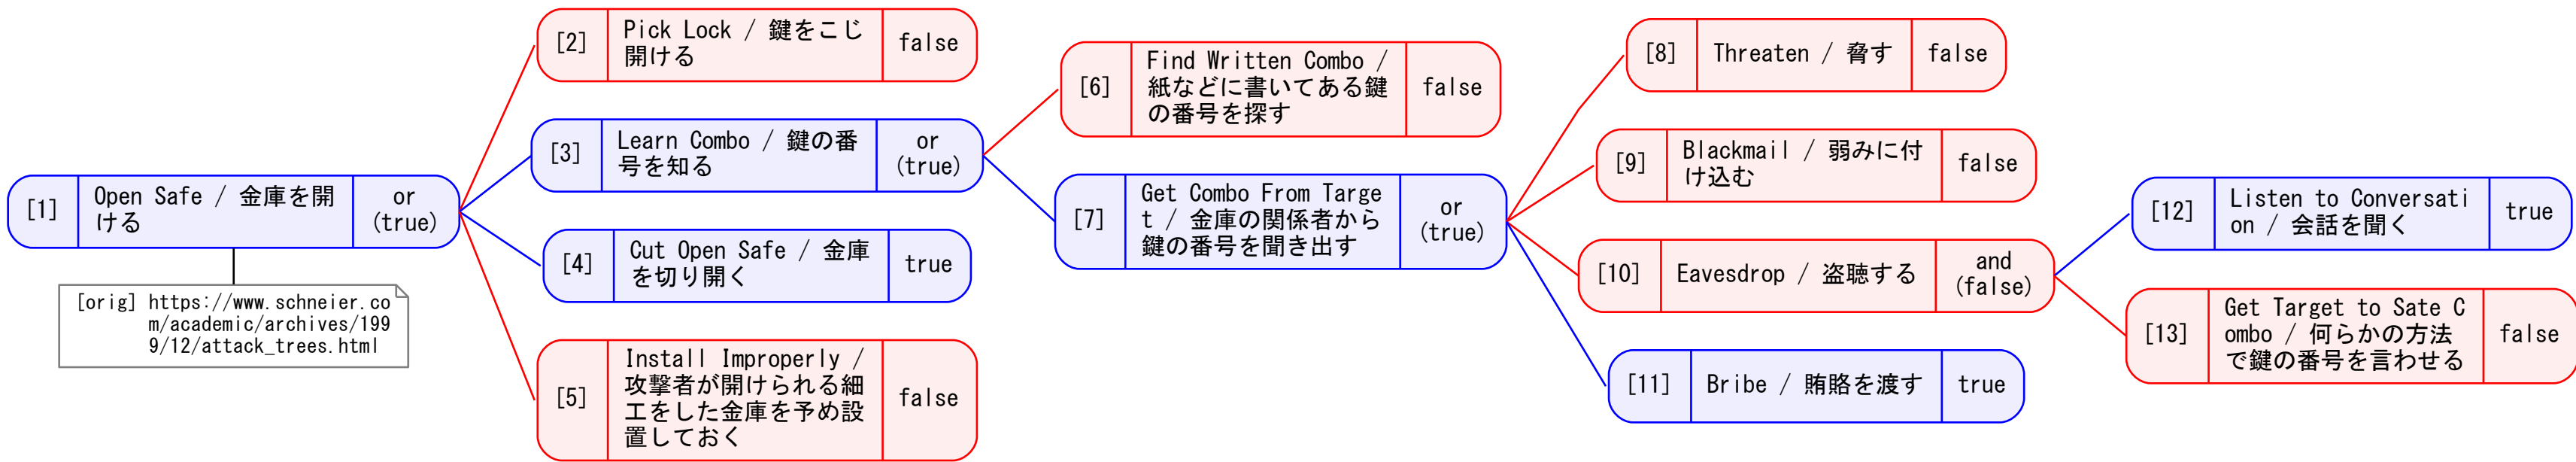 [1]
Open Safe / 金庫を開
ける
or
(true)
[orig] https://www.schneier.co
m/academic/archives/199
9/12/attack_trees.html
[2]
Pick Lock / 鍵をこじ
開ける
false
[3]
Learn Combo / 鍵の番
号を知る
or
(true)
[4]
Cut Open Safe / 金庫
を切り開く
true
[5]
Install Improperly /
攻撃者が開けられる細
工をした金庫を予め設
置しておく
false
[6]
Find Written Combo /
紙などに書いてある鍵
の番号を探す
false
[7]
Get Combo From Targe
t / 金庫の関係者から
鍵の番号を聞き出す
or
(true)
[8]
Threaten / 脅す
false
[9]
Blackmail / 弱みに付
け込む
false
[10]
Eavesdrop / 盗聴する
and
(false)
[11]
Bribe / 賄賂を渡す
true
[12]
Listen to Conversati
on / 会話を聞く
true
[13]
Get Target to Sate C
ombo / 何らかの方法
で鍵の番号を言わせる
false